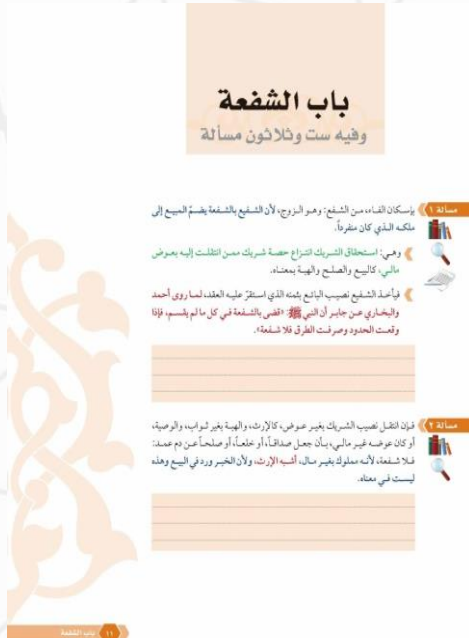 باب الشفعة
وفيه ست وثلاثون مسألة
مسألة ١
بإسكان الفاء، من الشفع: وهو الزوج، لأن الشفيع بالشفعة يضمّ المبيع إلى
ملكه الذي كان منفرداً.
وهي: استحقاق الشريك انتزاع حصة شريك ممن انتقلت إليه بعوض
مالي، كالبيع والصلح والهبة بمعناه.
فيأخذ الشفيع نصيب البائع بثمنه الذي استقرّ عليه العقد، لما روى أحمد
والبخاري عن جابر أن النبي ﷺ: «قضى بالشفعة في كل ما لم يقسم، فإذا
وقعت الحدود وصرفت الطرق فلا شفعة».
مسألة ٢
فإن انتقل نصيب الشريك بغير عوض، كالإرث، والهبة بغير ثواب، والوصية،
أو كان عوضه غير مالي، بأن جعل صداقاً، أو خلعاً، أو صلحاً عن دم عمد:
فلا شفعة، لأنه مملوك بغير مال، أشبه الإرث، ولأن الخبر ورد في البيع وهذه
ليست في معناه.
١١ باب الشفعة